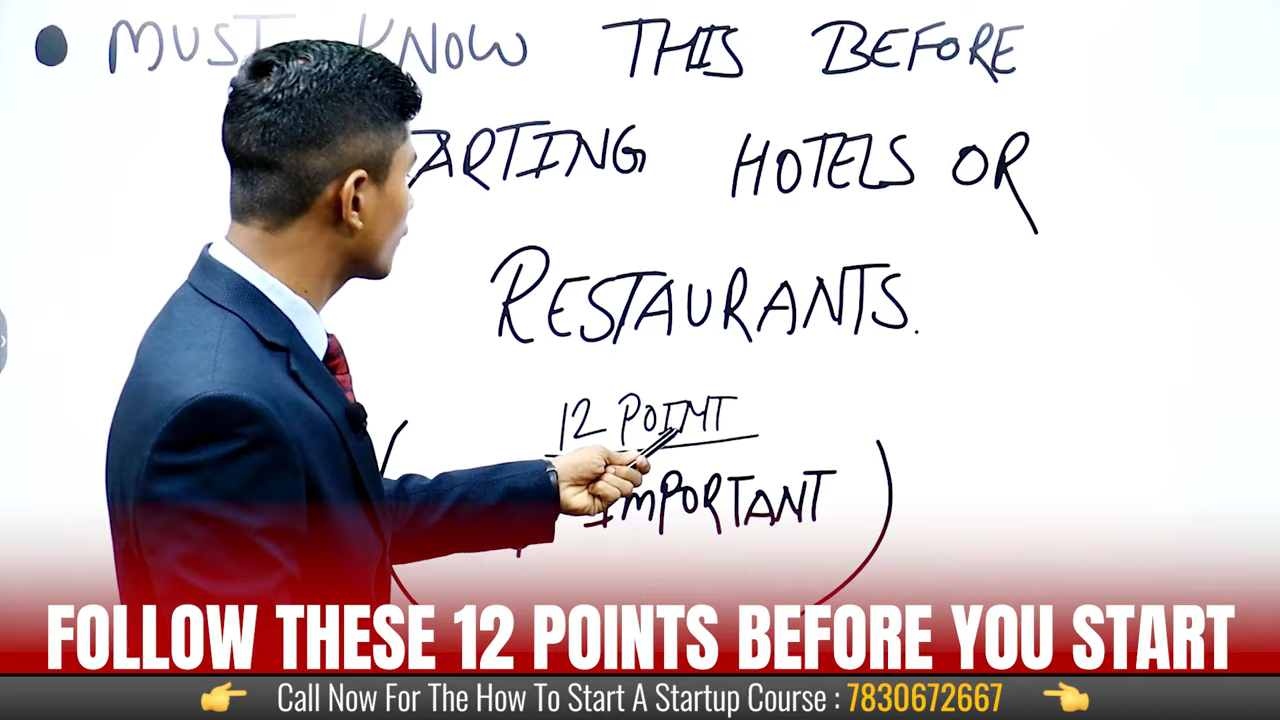 ● MUST KNOW THIS BEFORE
ARTING HOTELS OR
RESTAURANTS.
12 POINT
IMPORTANT
FOLLOW THESE 12 POINTS BEFORE YOU START
👉 Call Now For The How To Start A Startup Course : 7830672667 👈